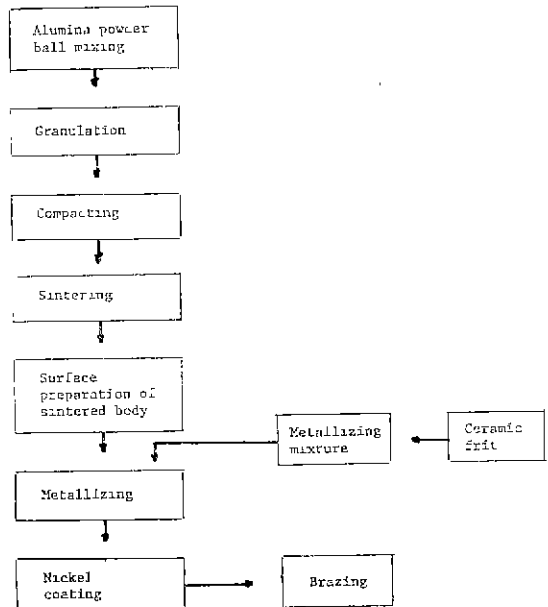 Alumina powder
ball mixing
Granulation
Compacting
Sintering
Surface
preparation of
sintered body
Metallizing
mixture
Ceramic
frit
Metallizing
Nickel
coating
Brazing